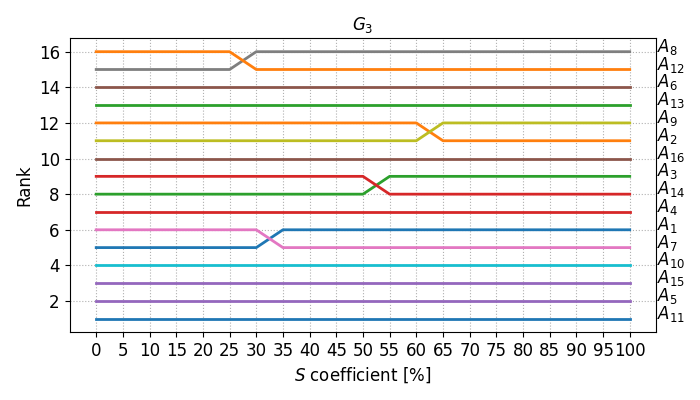 G₃
Rank
16
14
12
10
8
6
4
2
A₈
A₁₂
A₆
A₁₃
A₉
A₂
A₁₆
A₃
A₁₄
A₄
A₁
A₇
A₁₀
A₁₅
A₅
A₁₁
0 5 10 15 20 25 30 35 40 45 50 55 60 65 70 75 80 85 90 95 100
S coefficient [%]